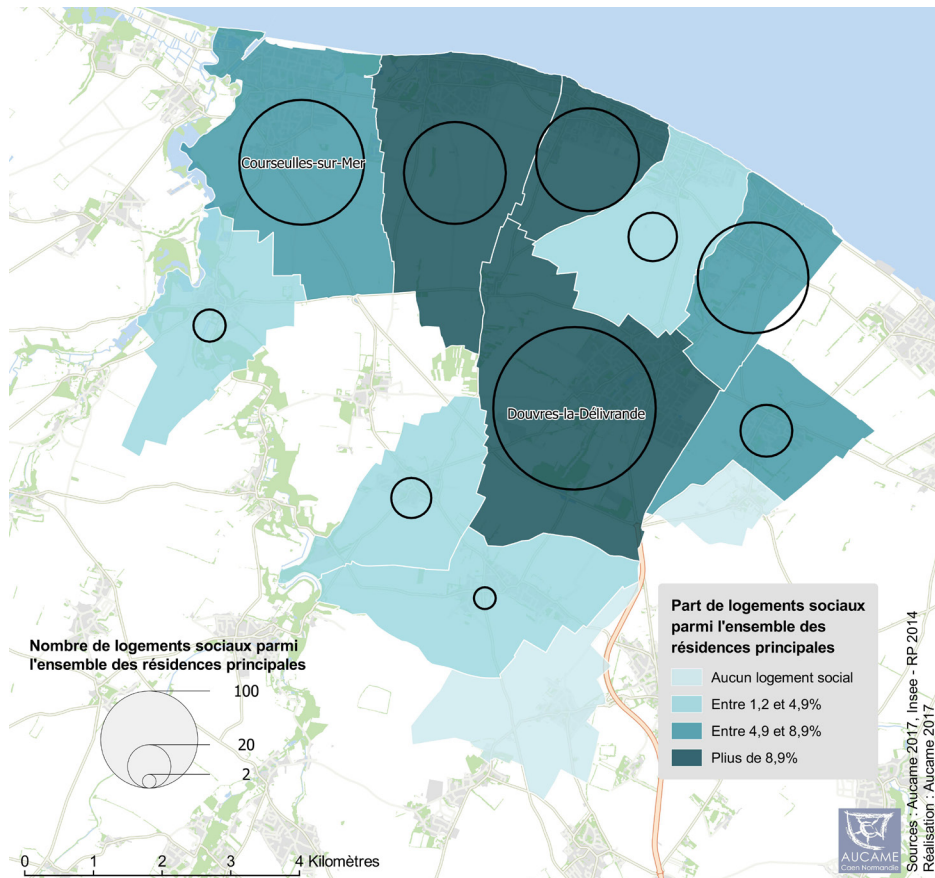 Courseulles-sur-Mer
Douvres-la-Délivrande
Nombre de logements sociaux parmi
l'ensemble des résidences principales
100
20
2
Part de logements sociaux
parmi l'ensemble des
résidences principales
Aucun logement social
Entre 1,2 et 4,9%
Entre 4,9 et 8,9%
Plius de 8,9%
0 1 2 3 4 Kilomètres
AUCAME
Caen Normandie
Sources : Aucame 2017, Insee - RP 2014
Réalisation : Aucame 2017